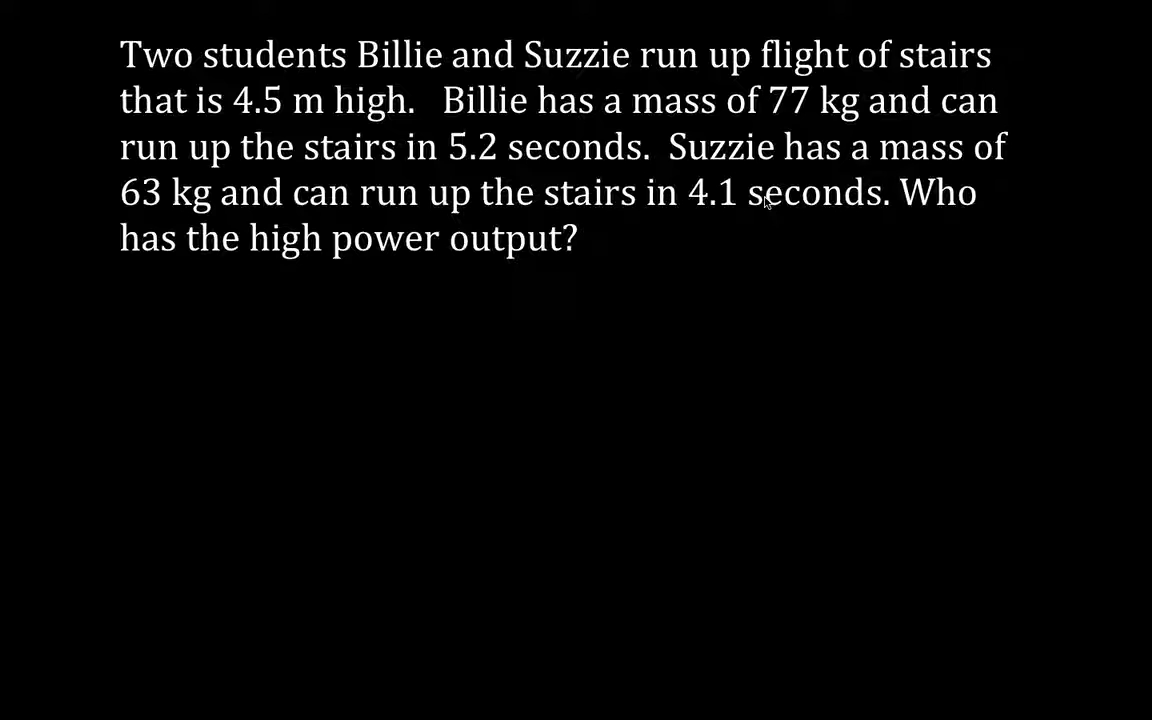 Two students Billie and Suzzie run up flight of stairs
that is 4.5 m high.   Billie has a mass of 77 kg and can
run up the stairs in 5.2 seconds.  Suzzie has a mass of
63 kg and can run up the stairs in 4.1 seconds. Who
has the high power output?